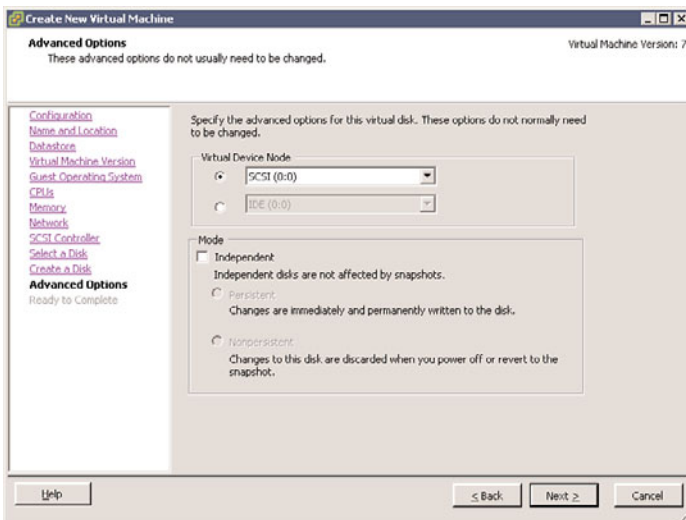 Create New Virtual Machine
Advanced Options
These advanced options do not usually need to be changed.
Virtual Machine Version: 7
Configuration
Name and Location
Datastore
Virtual Machine Version
Guest Operating System
CPUs
Memory
Network
SCSI Controller
Select a Disk
Create a Disk
Advanced Options
Ready to Complete
Specify the advanced options for this virtual disk. These options do not normally need
to be changed.
Virtual Device Node
SCSI (0:0)
IDE (0:0)
Mode
Independent
Independent disks are not affected by snapshots.
Persistent
Changes are immediately and permanently written to the disk.
Nonpersistent
Changes to this disk are discarded when you power off or revert to the
snapshot.
Help
< Back
Next >
Cancel